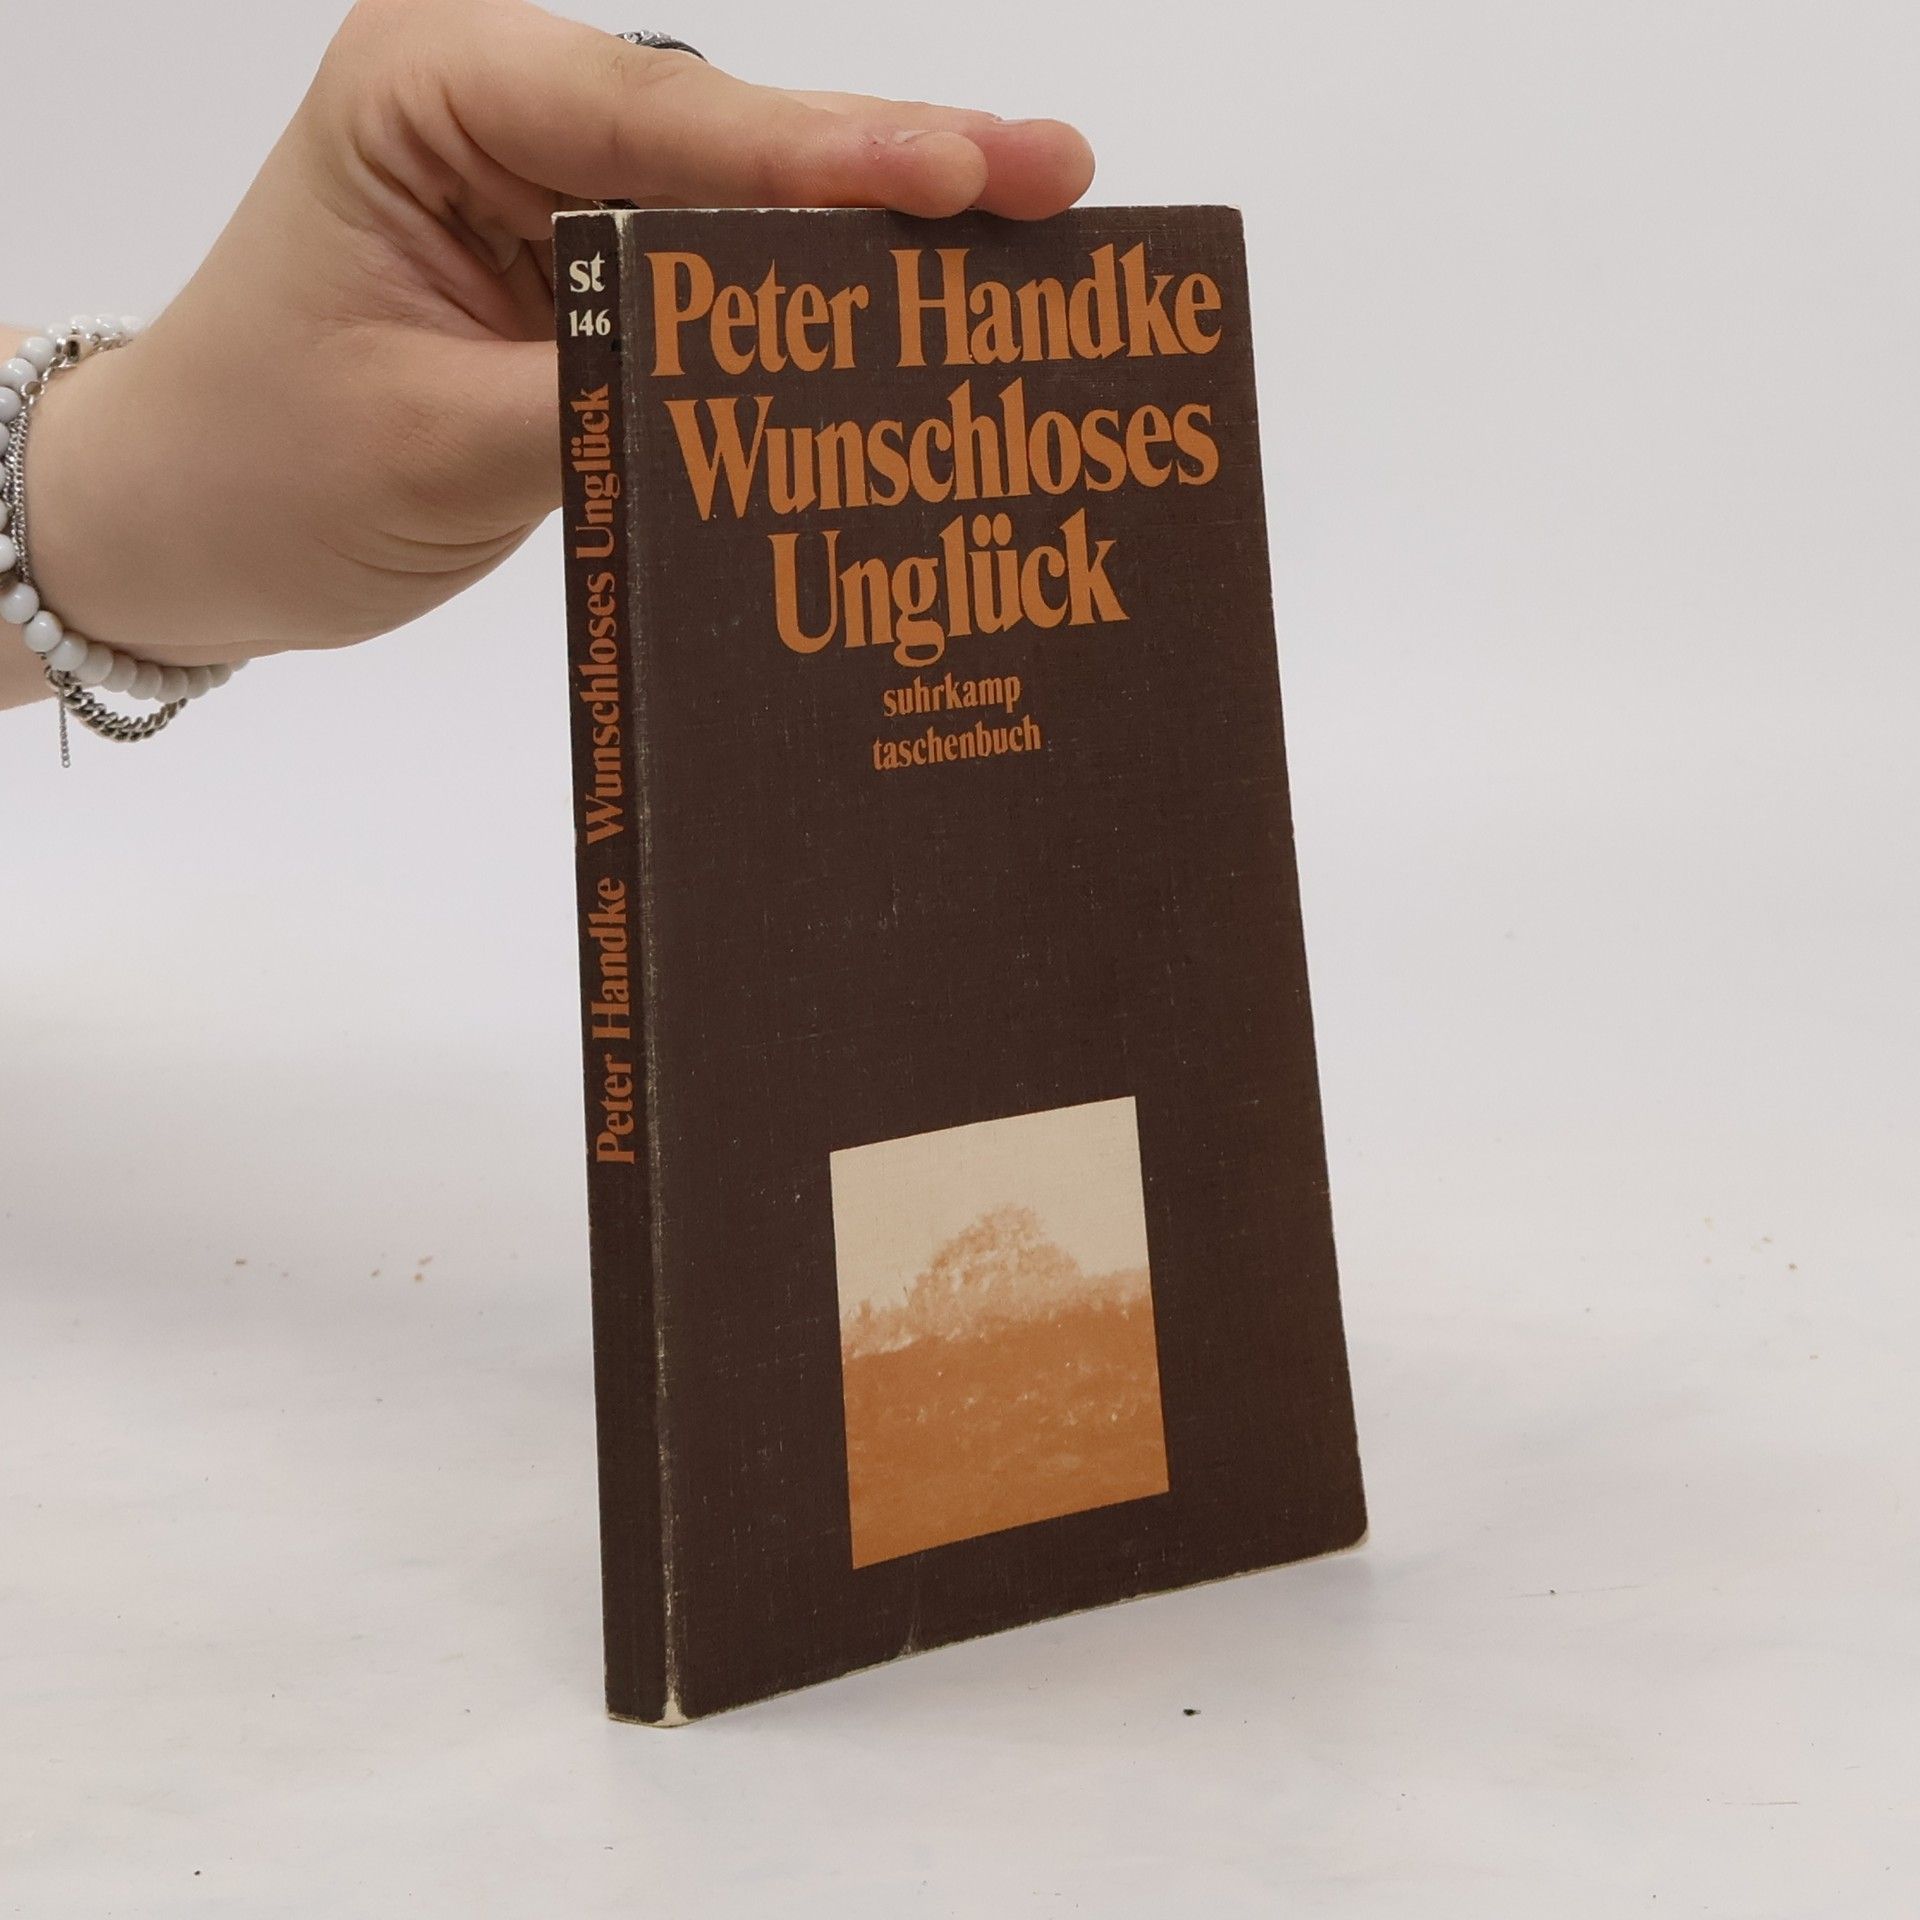 st
146
Peter Handke Wunschloses Unglück
Peter Handke
Wunschloses
Unglück
suhrkamp
taschenbuch